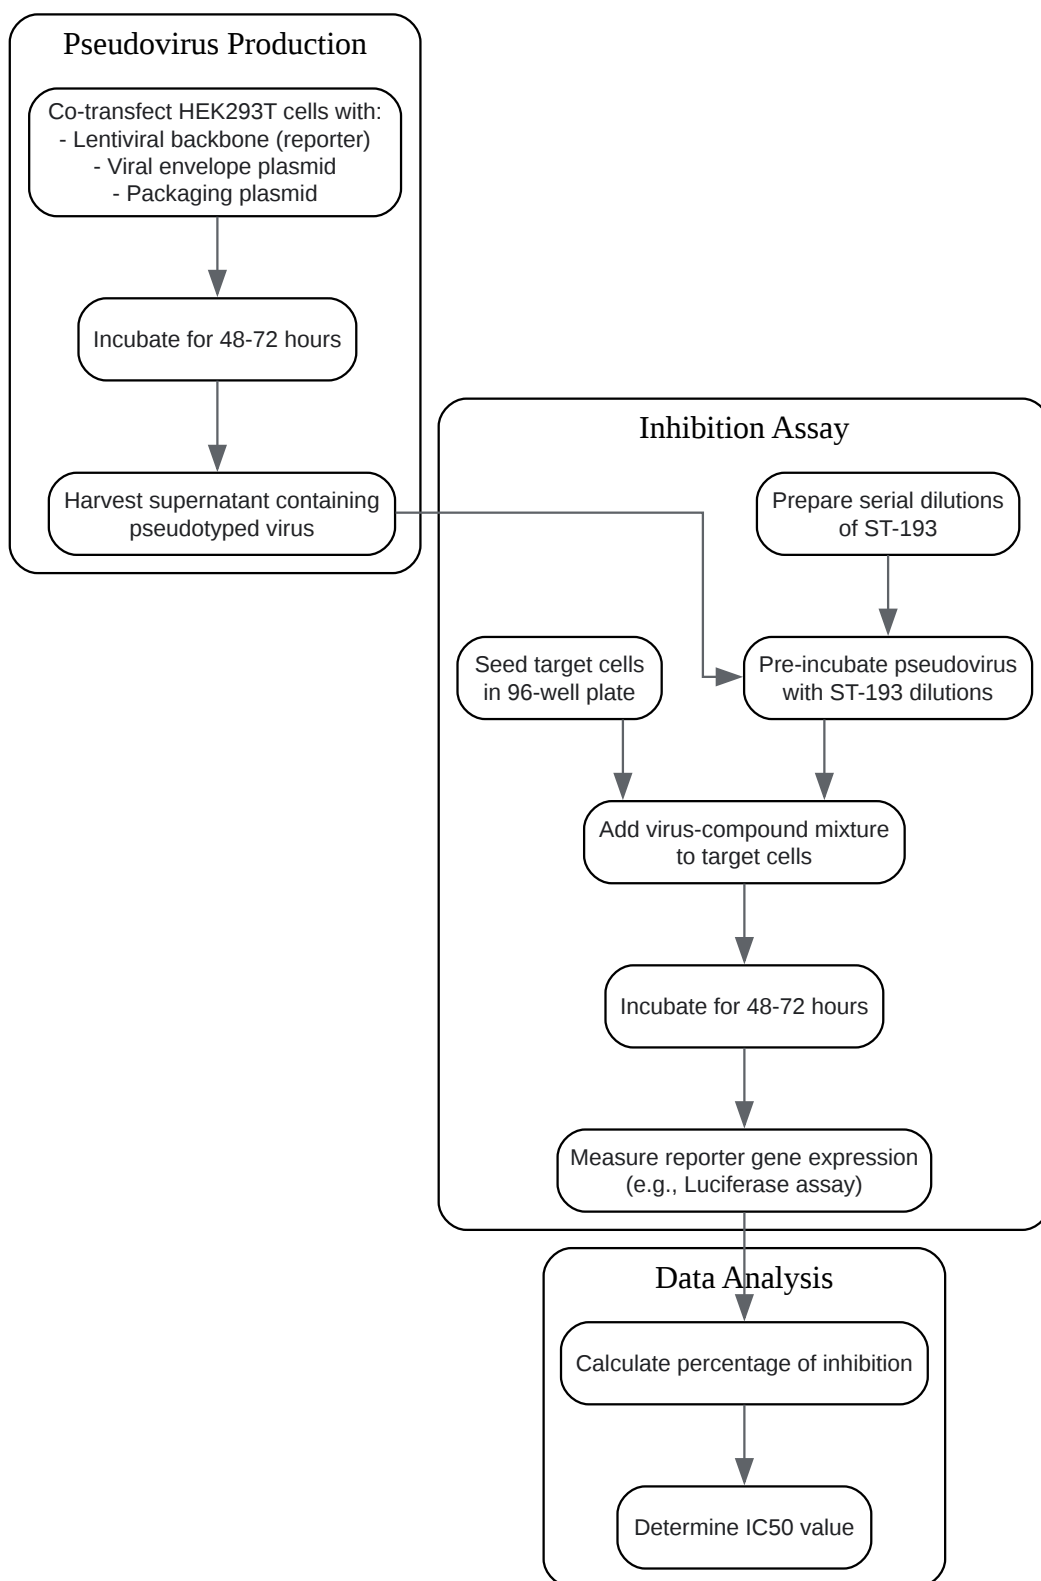 Pseudovirus Production
Co-transfect HEK293T cells with:
- Lentiviral backbone (reporter)
- Viral envelope plasmid
- Packaging plasmid
Incubate for 48-72 hours
Harvest supernatant containing
pseudotyped virus
Inhibition Assay
Prepare serial dilutions
of ST-193
Seed target cells
in 96-well plate
Pre-incubate pseudovirus
with ST-193 dilutions
Add virus-compound mixture
to target cells
Incubate for 48-72 hours
Measure reporter gene expression
(e.g., Luciferase assay)
Data Analysis
Calculate percentage of inhibition
Determine IC50 value